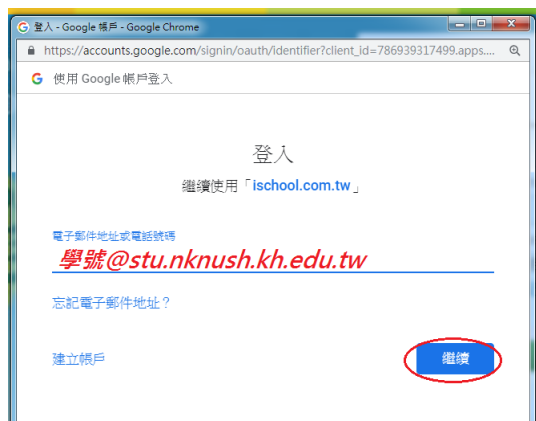 登入 - Google 帳戶 - Google Chrome
https://accounts.google.com/signin/oauth/identifier?client_id=786939317499.apps....
使用 Google 帳戶登入
登入
繼續使用「ischool.com.tw」
電子郵件地址或電話號碼
學號@stu.nknush.kh.edu.tw
忘記電子郵件地址？
建立帳戶
繼續